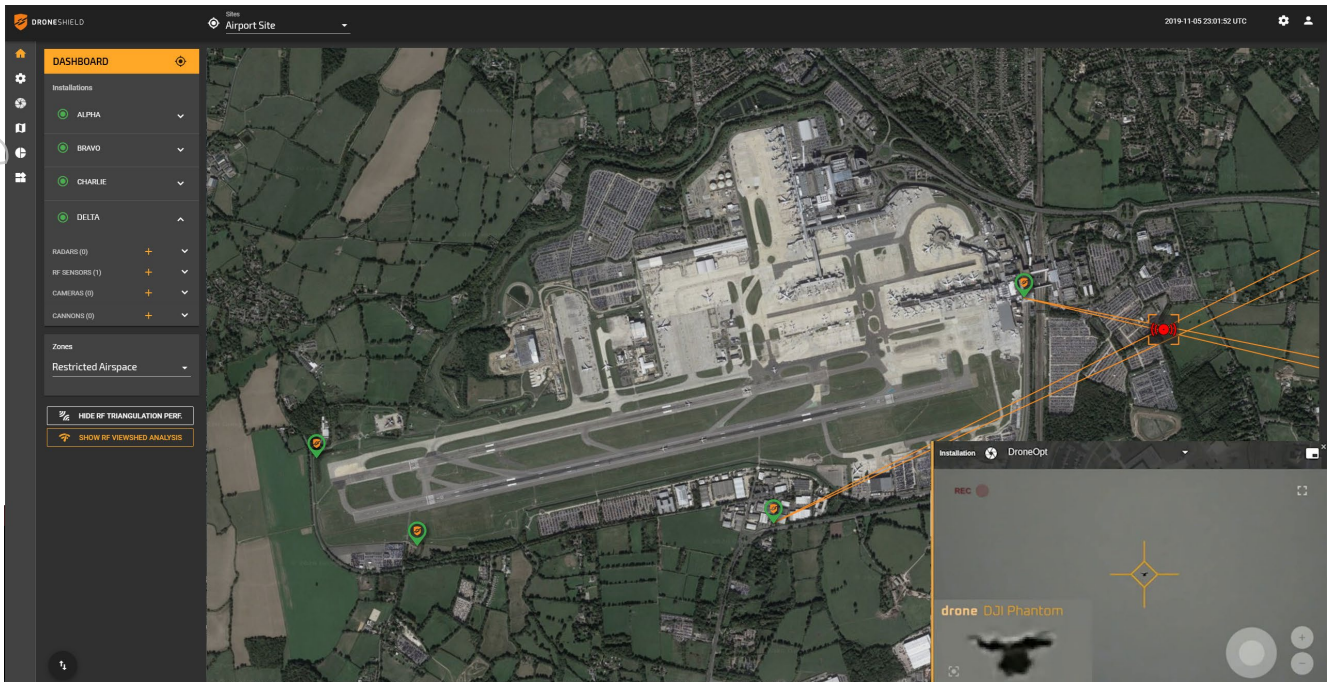 DRONESHIELD
Sites
Airport Site
2019-11-05 23:01:52 UTC
DASHBOARD
Installations
ALPHA
BRAVO
CHARLIE
DELTA
RADARS (0)
RF SENSORS (1)
CAMERAS (0)
CANNONS (0)
Zones
Restricted Airspace
HIDE RF TRIANGULATION PERF.
SHOW RF VIEWSHED ANALYSIS
Installation DroneOpt
REC
drone DJI Phantom